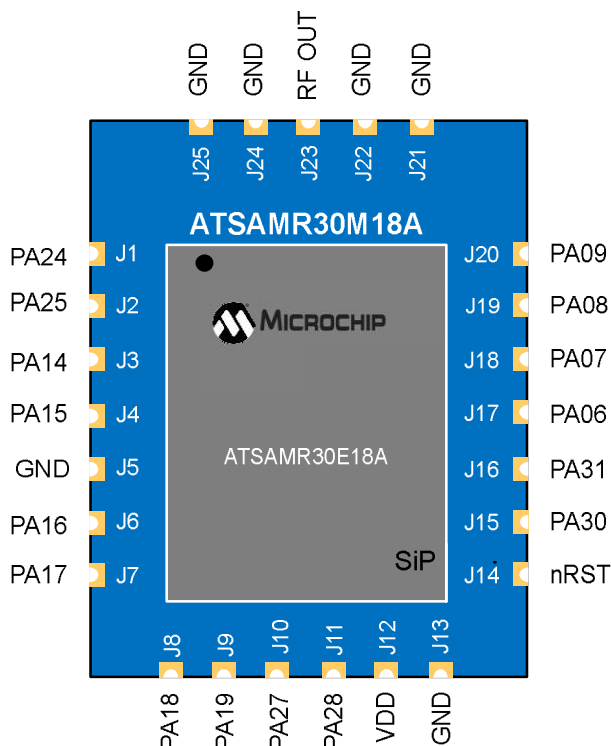 GND GND RF OUT GND GND
J25 J24 J23 J22 J21
ATSAMR30M18A
PA24 J1 J20 PA09
PA25 J2 J19 PA08
MICROCHIP
PA14 J3 J18 PA07
PA15 J4 J17 PA06
ATSAMR30E18A
GND J5 J16 PA31
PA16 J6 J15 PA30
SiP
PA17 J7 J14 nRST
J8 J9 J10 J11 J12 J13
PA18 PA19 PA27 PA28 VDD GND